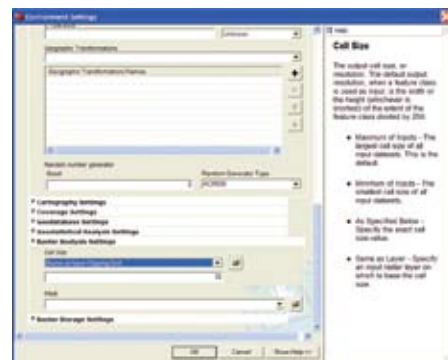 Environment Settings
Unknown
Geographic Transformations
Geographic Transformations Names
Random number generator
Seed
Random Generator Type
ACM599
Cartography Settings
Coverage Settings
Geodatabase Settings
Geostatistical Analysis Settings
Raster Analysis Settings
Cell Size
Mask
Raster Storage Settings
OK
Cancel
Show Help >>
Help
Cell Size
The output cell size, or
resolution. The default output
resolution, when a feature class
is used as input, is the width or
the height (whichever is
shortest) of the extent of the
feature class divided by 250.
Maximum of Inputs - The
largest cell size of all
input datasets. This is the
default.
Minimum of Inputs - The
smallest cell size of all
input datasets.
As Specified Below -
Specify the exact cell
size value.
Same as Layer - Specify
an input raster layer on
which to base the cell
size